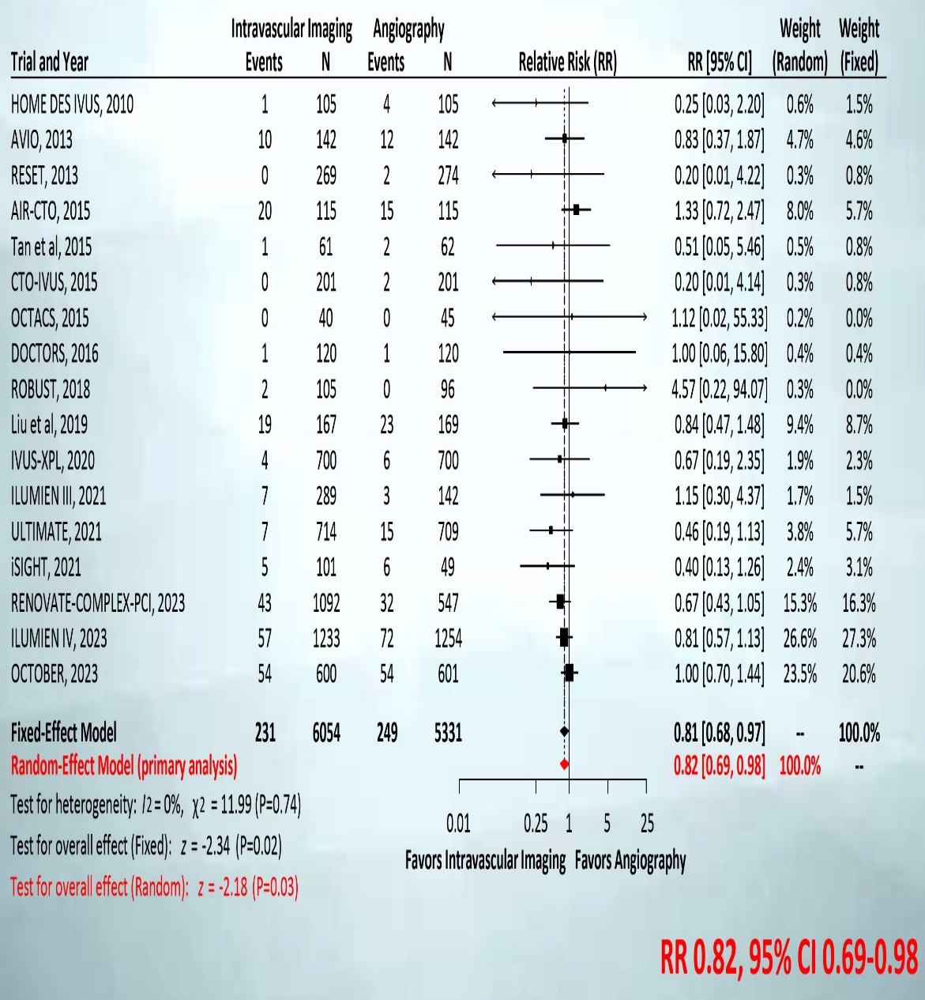 Intravascular Imaging Angiography Weight Weight
Trial and Year Events N Events N Relative Risk (RR) RR [95% CI] (Random) (Fixed)
HOME DES IVUS, 2010 1 105 4 105 0.25 [0.03, 2.20] 0.6% 1.5%
AVIO, 2013 10 142 12 142 0.83 [0.37, 1.87] 4.7% 4.6%
RESET, 2013 0 269 2 274 0.20 [0.01, 4.22] 0.3% 0.8%
AIR-CTO, 2015 20 115 15 115 1.33 [0.72, 2.47] 8.0% 5.7%
Tan et al, 2015 1 61 2 62 0.51 [0.05, 5.46] 0.5% 0.8%
CTO-IVUS, 2015 0 201 2 201 0.20 [0.01, 4.14] 0.3% 0.8%
OCTACS, 2015 0 40 0 45 1.12 [0.02, 55.33] 0.2% 0.0%
DOCTORS, 2016 1 120 1 120 1.00 [0.06, 15.80] 0.4% 0.4%
ROBUST, 2018 2 105 0 96 4.57 [0.22, 94.07] 0.3% 0.0%
Liu et al, 2019 19 167 23 169 0.84 [0.47, 1.48] 9.4% 8.7%
IVUS-XPL, 2020 4 700 6 700 0.67 [0.19, 2.35] 1.9% 2.3%
ILUMIEN III, 2021 7 289 3 142 1.15 [0.30, 4.37] 1.7% 1.5%
ULTIMATE, 2021 7 714 15 709 0.46 [0.19, 1.13] 3.8% 5.7%
iSIGHT, 2021 5 101 6 49 0.40 [0.13, 1.26] 2.4% 3.1%
RENOVATE-COMPLEX-PCI, 2023 43 1092 32 547 0.67 [0.43, 1.05] 15.3% 16.3%
ILUMIEN IV, 2023 57 1233 72 1254 0.81 [0.57, 1.13] 26.6% 27.3%
OCTOBER, 2023 54 600 54 601 1.00 [0.70, 1.44] 23.5% 20.6%
Fixed-Effect Model 231 6054 249 5331 0.81 [0.68, 0.97] -- 100.0%
Random-Effect Model (primary analysis) 0.82 [0.69, 0.98] 100.0% --
Test for heterogeneity: I2 = 0%, χ2 = 11.99 (P=0.74)
0.01 0.25 1 5 25
Test for overall effect (Fixed): z = -2.34 (P=0.02)
Favors Intravascular Imaging Favors Angiography
Test for overall effect (Random): z = -2.18 (P=0.03)
RR 0.82, 95% CI 0.69-0.98